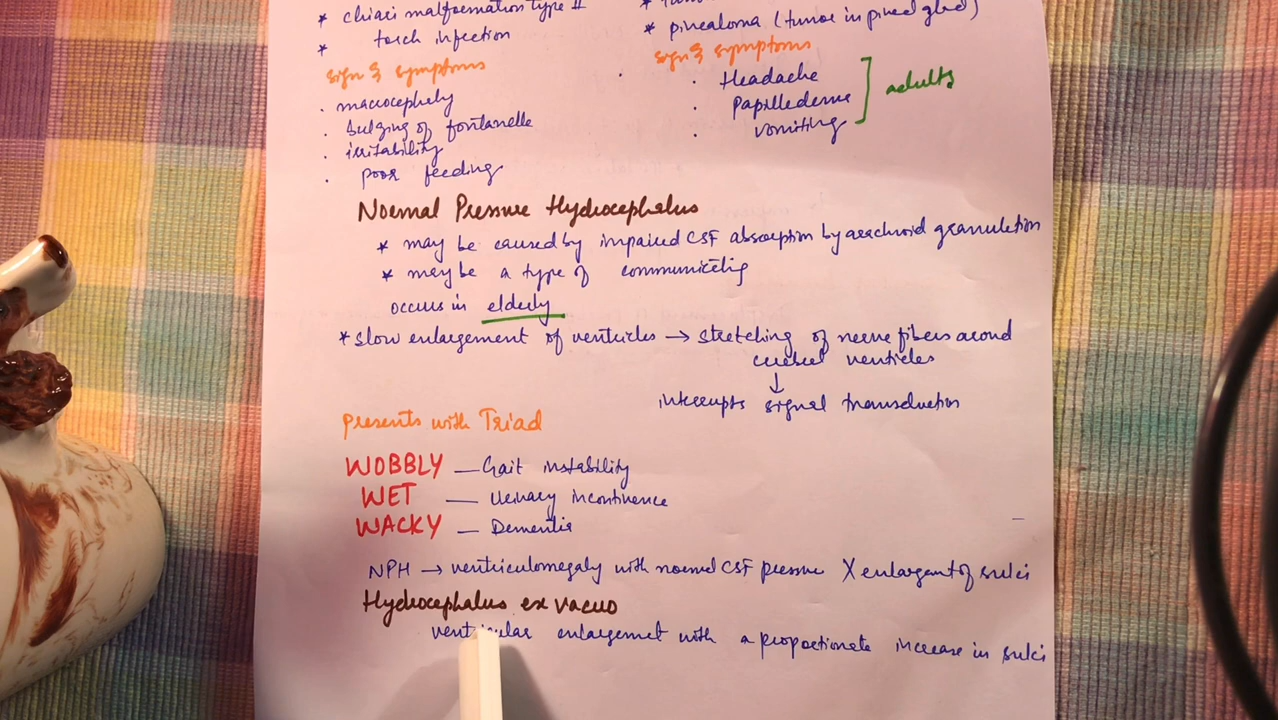 * chiari malformation type II
* torch infection
sign & symptoms
. macrocephely
. bulging of fontanelle
. irritability
. poor feeding
* pinealoma (tumor in pineal gland)
sign & symptoms
. Headache
. Papilledema
. vomiting
adults
Normal Pressure Hydrocephalus
* may be caused by impaired CSF absorption by arachroid granulation
* may be a type of communicating
occurs in elderly
* slow enlargement of ventricles → stretching of nerve fibers around
cerebral ventricles
↓
interrupts signal transduction
Presents with Triad
WOBBLY — Gait instability
WET — Urinary incontinence
WACKY — Dementia
NPH → ventriculomegaly with normal CSF pressure X enlargant of sulci
Hydrocephalus ex vacuo
ventricular enlargemet with a proportionate increase in sulci